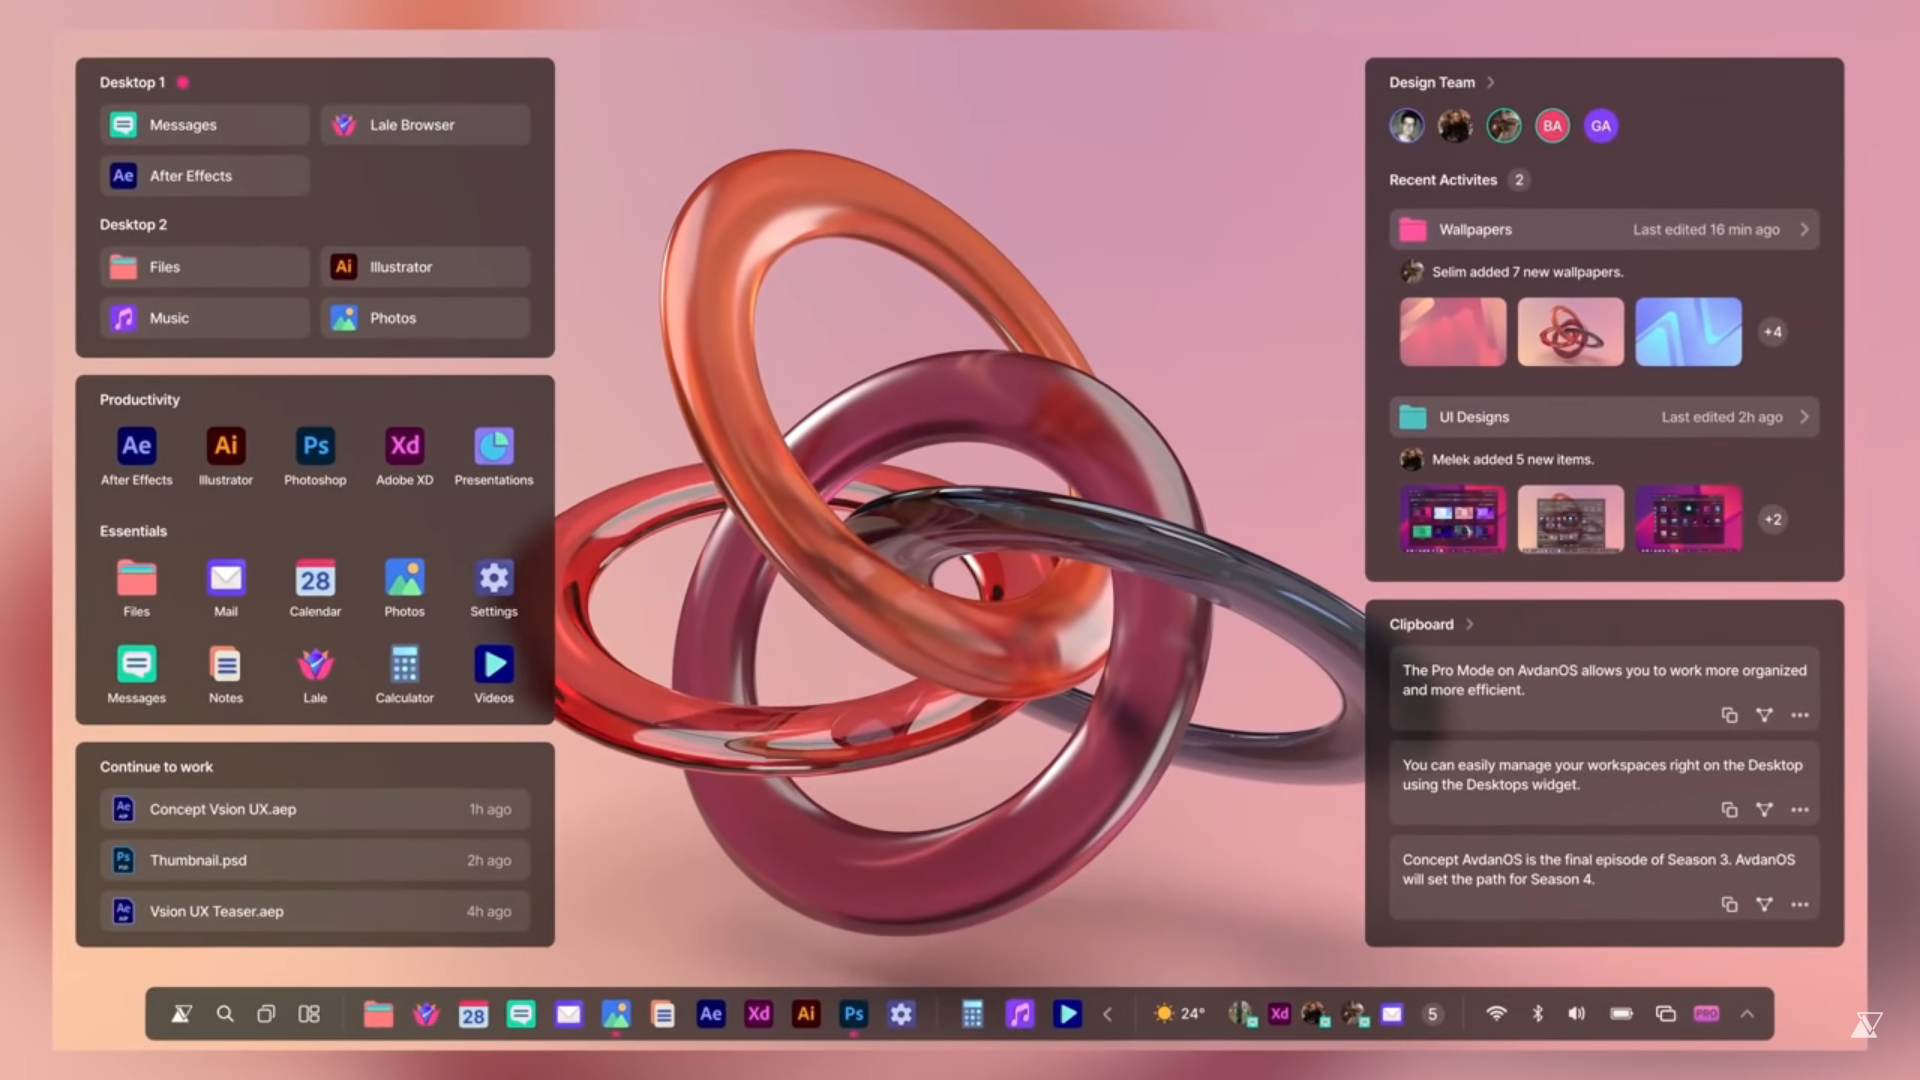 Desktop 1
Messages
Lale Browser
Ae
After Effects
Desktop 2
Files
Ai
Illustrator
Music
Photos
Productivity
Ae
Ai
Ps
Xd
After Effects
Illustrator
Photoshop
Adobe XD
Presentations
Essentials
28
Files
Mail
Calendar
Photos
Settings
Messages
Notes
Lale
Calculator
Videos
Continue to work
Ae
Concept Vsion UX.aep
1h ago
Ps
Thumbnail.psd
2h ago
Ae
Vsion UX Teaser.aep
4h ago
Design Team
BA
GA
Recent Activites 2
Wallpapers
Last edited 16 min ago
Selim added 7 new wallpapers.
+4
UI Designs
Last edited 2h ago
Melek added 5 new items.
+2
Clipboard
The Pro Mode on AvdanOS allows you to work more organized
and more efficient.
You can easily manage your workspaces right on the Desktop
using the Desktops widget.
Concept AvdanOS is the final episode of Season 3. AvdanOS
will set the path for Season 4.
28
Ae
Xd
Ai
Ps
24°
Xd
5
PRO